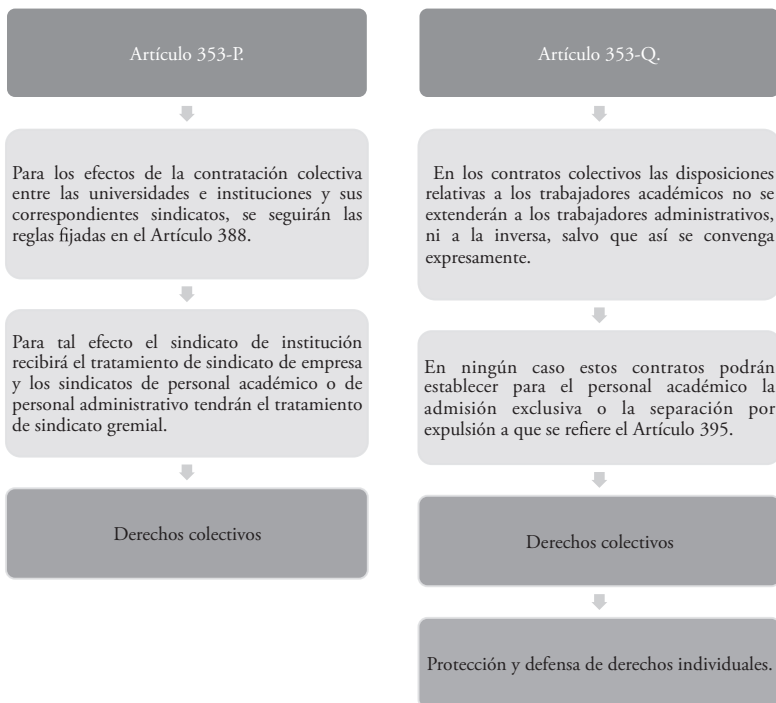 Artículo 353-P.
Para los efectos de la contratación colectiva
entre las universidades e instituciones y sus
correspondientes sindicatos, se seguirán las
reglas fijadas en el Artículo 388.
Para tal efecto el sindicato de institución
recibirá el tratamiento de sindicato de empresa
y los sindicatos de personal académico o de
personal administrativo tendrán el tratamiento
de sindicato gremial.
Derechos colectivos
Artículo 353-Q.
En los contratos colectivos las disposiciones
relativas a los trabajadores académicos no se
extenderán a los trabajadores administrativos,
ni a la inversa, salvo que así se convenga
expresamente.
En ningún caso estos contratos podrán
establecer para el personal académico la
admisión exclusiva o la separación por
expulsión a que se refiere el Artículo 395.
Derechos colectivos
Protección y defensa de derechos individuales.